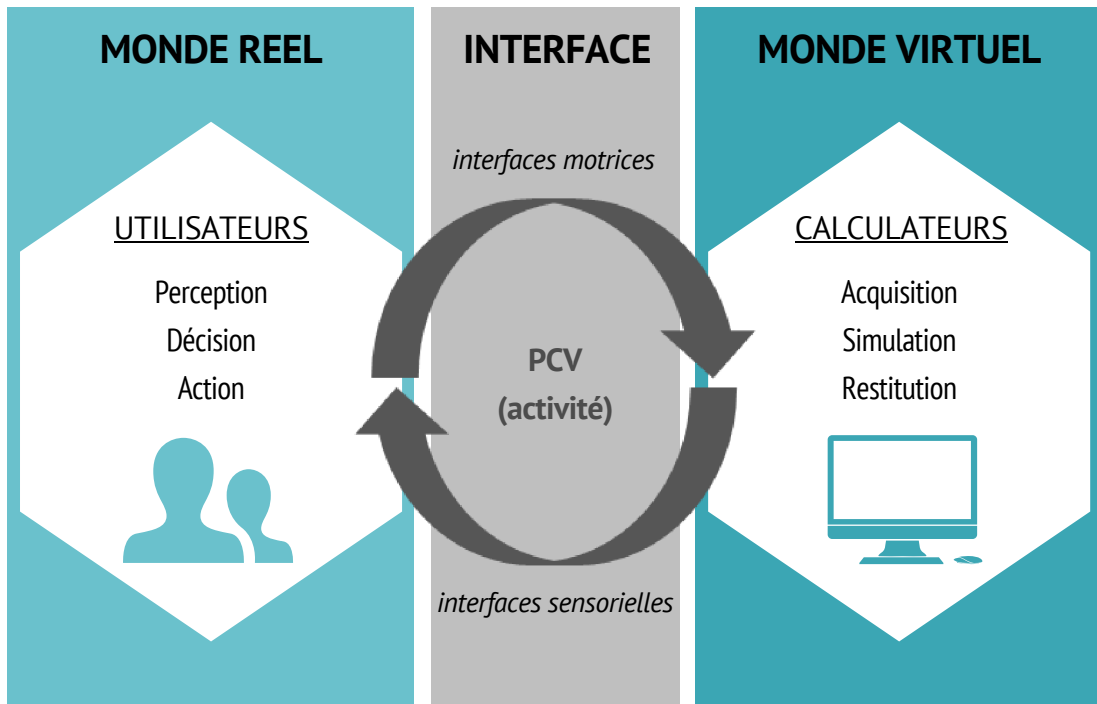 MONDE REEL
INTERFACE
MONDE VIRTUEL
interfaces motrices
UTILISATEURS
Perception
Décision
Action
PCV
(activité)
CALCULATEURS
Acquisition
Simulation
Restitution
interfaces sensorielles